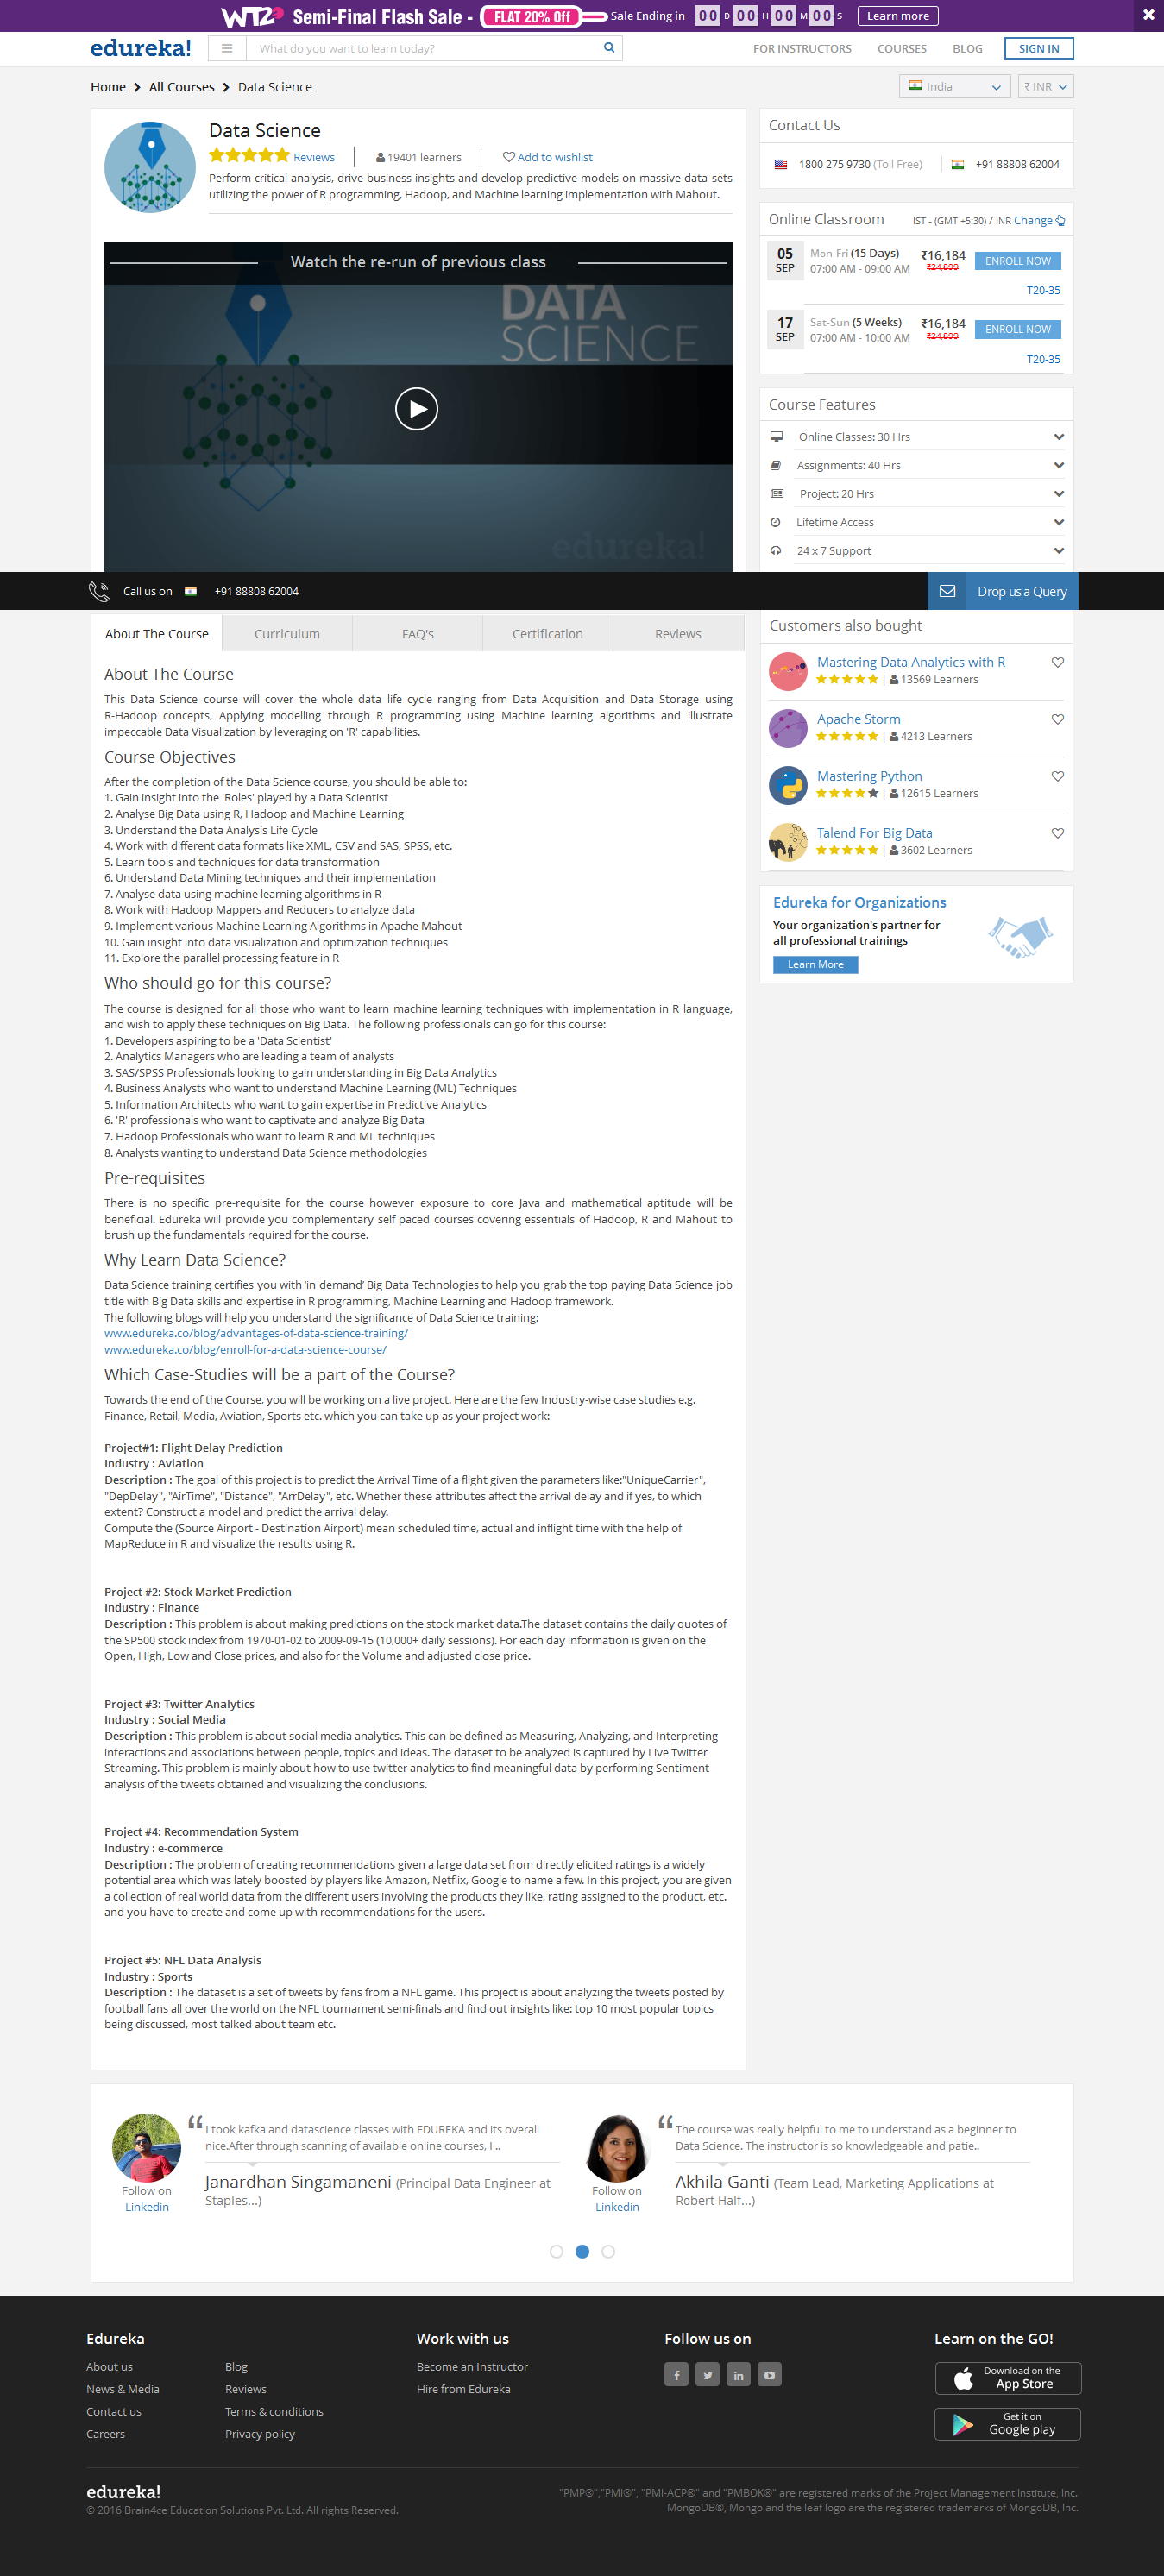 WT20 Semi-Final Flash Sale - FLAT 20% Off Sale Ending in 00 D 00 H 00 M 00 S Learn more
edureka! What do you want to learn today? FOR INSTRUCTORS COURSES BLOG SIGN IN
Home All Courses Data Science India ₹ INR
Data Science
Reviews 19401 learners Add to wishlist
Perform critical analysis, drive business insights and develop predictive models on massive data sets
utilizing the power of R programming, Hadoop, and Machine learning implementation with Mahout.
Watch the re-run of previous class
DATA
SCIENCE
edureka!
Contact Us
1800 275 9730 (Toll Free) +91 88808 62004
Online Classroom IST - (GMT +5:30) / INR Change
05 Mon-Fri (15 Days) ₹16,184 ENROLL NOW
SEP 07:00 AM - 09:00 AM ₹24,899
T20-35
17 Sat-Sun (5 Weeks) ₹16,184 ENROLL NOW
SEP 07:00 AM - 10:00 AM ₹24,899
T20-35
Course Features
Online Classes: 30 Hrs
Assignments: 40 Hrs
Project: 20 Hrs
Lifetime Access
24 x 7 Support
Call us on +91 88808 62004 Drop us a Query
About The Course Curriculum FAQ's Certification Reviews
About The Course
This Data Science course will cover the whole data life cycle ranging from Data Acquisition and Data Storage using
R-Hadoop concepts, Applying modelling through R programming using Machine learning algorithms and illustrate
impeccable Data Visualization by leveraging on 'R' capabilities.
Course Objectives
After the completion of the Data Science course, you should be able to:
1. Gain insight into the 'Roles' played by a Data Scientist
2. Analyse Big Data using R, Hadoop and Machine Learning
3. Understand the Data Analysis Life Cycle
4. Work with different data formats like XML, CSV and SAS, SPSS, etc.
5. Learn tools and techniques for data transformation
6. Understand Data Mining techniques and their implementation
7. Analyse data using machine learning algorithms in R
8. Work with Hadoop Mappers and Reducers to analyze data
9. Implement various Machine Learning Algorithms in Apache Mahout
10. Gain insight into data visualization and optimization techniques
11. Explore the parallel processing feature in R
Who should go for this course?
The course is designed for all those who want to learn machine learning techniques with implementation in R language,
and wish to apply these techniques on Big Data. The following professionals can go for this course:
1. Developers aspiring to be a 'Data Scientist'
2. Analytics Managers who are leading a team of analysts
3. SAS/SPSS Professionals looking to gain understanding in Big Data Analytics
4. Business Analysts who want to understand Machine Learning (ML) Techniques
5. Information Architects who want to gain expertise in Predictive Analytics
6. 'R' professionals who want to captivate and analyze Big Data
7. Hadoop Professionals who want to learn R and ML techniques
8. Analysts wanting to understand Data Science methodologies
Pre-requisites
There is no specific pre-requisite for the course however exposure to core Java and mathematical aptitude will be
beneficial. Edureka will provide you complementary self paced courses covering essentials of Hadoop, R and Mahout to
brush up the fundamentals required for the course.
Why Learn Data Science?
Data Science training certifies you with 'in demand' Big Data Technologies to help you grab the top paying Data Science job
title with Big Data skills and expertise in R programming, Machine Learning and Hadoop framework.
The following blogs will help you understand the significance of Data Science training:
www.edureka.co/blog/advantages-of-data-science-training/
www.edureka.co/blog/enroll-for-a-data-science-course/
Which Case-Studies will be a part of the Course?
Towards the end of the Course, you will be working on a live project. Here are the few Industry-wise case studies e.g.
Finance, Retail, Media, Aviation, Sports etc. which you can take up as your project work:
Project#1: Flight Delay Prediction
Industry : Aviation
Description : The goal of this project is to predict the Arrival Time of a flight given the parameters like:"UniqueCarrier",
"DepDelay", "AirTime", "Distance", "ArrDelay", etc. Whether these attributes affect the arrival delay and if yes, to which
extent? Construct a model and predict the arrival delay.
Compute the (Source Airport - Destination Airport) mean scheduled time, actual and inflight time with the help of
MapReduce in R and visualize the results using R.
Project #2: Stock Market Prediction
Industry : Finance
Description : This problem is about making predictions on the stock market data.The dataset contains the daily quotes of
the SP500 stock index from 1970-01-02 to 2009-09-15 (10,000+ daily sessions). For each day information is given on the
Open, High, Low and Close prices, and also for the Volume and adjusted close price.
Project #3: Twitter Analytics
Industry : Social Media
Description : This problem is about social media analytics. This can be defined as Measuring, Analyzing, and Interpreting
interactions and associations between people, topics and ideas. The dataset to be analyzed is captured by Live Twitter
Streaming. This problem is mainly about how to use twitter analytics to find meaningful data by performing Sentiment
analysis of the tweets obtained and visualizing the conclusions.
Project #4: Recommendation System
Industry : e-commerce
Description : The problem of creating recommendations given a large data set from directly elicited ratings is a widely
potential area which was lately boosted by players like Amazon, Netflix, Google to name a few. In this project, you are given
a collection of real world data from the different users involving the products they like, rating assigned to the product, etc.
and you have to create and come up with recommendations for the users.
Project #5: NFL Data Analysis
Industry : Sports
Description : The dataset is a set of tweets by fans from a NFL game. This project is about analyzing the tweets posted by
football fans all over the world on the NFL tournament semi-finals and find out insights like: top 10 most popular topics
being discussed, most talked about team etc.
Customers also bought
Mastering Data Analytics with R
| 13569 Learners
Apache Storm
| 4213 Learners
Mastering Python
| 12615 Learners
Talend For Big Data
| 3602 Learners
Edureka for Organizations
Your organization's partner for
all professional trainings
Learn More
“ I took kafka and datascience classes with EDUREKA and its overall
nice.After through scanning of available online courses, I ..
Janardhan Singamaneni (Principal Data Engineer at
Staples...)
Follow on
Linkedin
“ The course was really helpful to me to understand as a beginner to
Data Science. The instructor is so knowledgeable and patie..
Akhila Ganti (Team Lead, Marketing Applications at
Robert Half...)
Follow on
Linkedin
Edureka Work with us Follow us on Learn on the GO!
About us Blog Become an Instructor
News & Media Reviews Hire from Edureka
Contact us Terms & conditions
Careers Privacy policy
Download on the
App Store
Get it on
Google play
edureka!
© 2016 Brain4ce Education Solutions Pvt. Ltd. All rights Reserved.
"PMP®","PMI®", "PMI-ACP®" and "PMBOK®" are registered marks of the Project Management Institute, Inc.
MongoDB®, Mongo and the leaf logo are the registered trademarks of MongoDB, Inc.